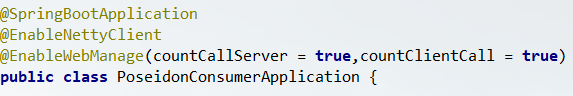 @SpringBootApplication
@EnableNettyClient
@EnableWebManage(countCallServer = true,countClientCall = true)
public class PoseidonConsumerApplication {